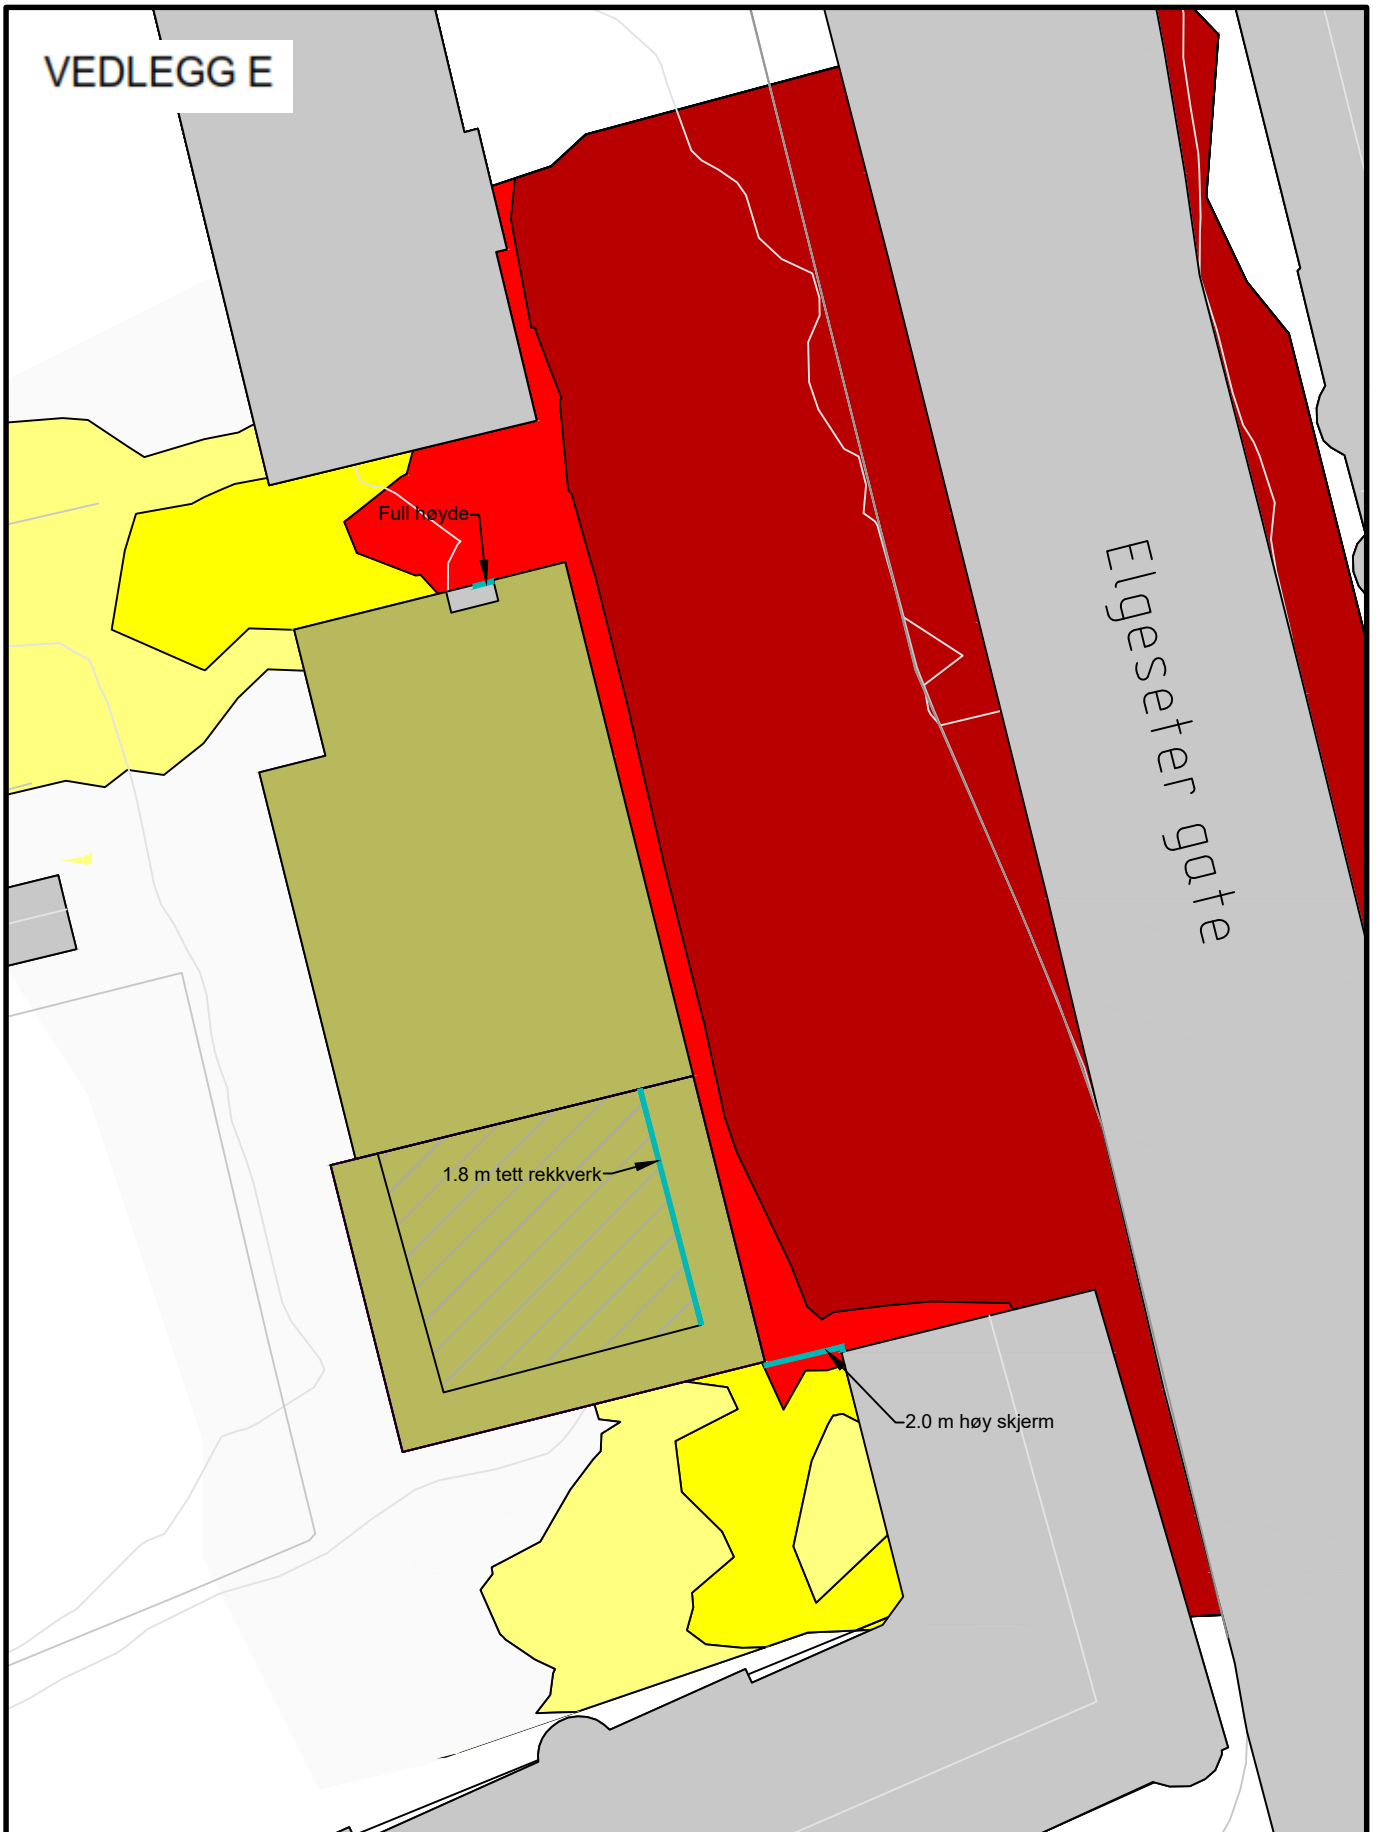 VEDLEGG E
Full høyde
Elgeseter gate
1.8 m tett rekkverk
2.0 m høy skjerm